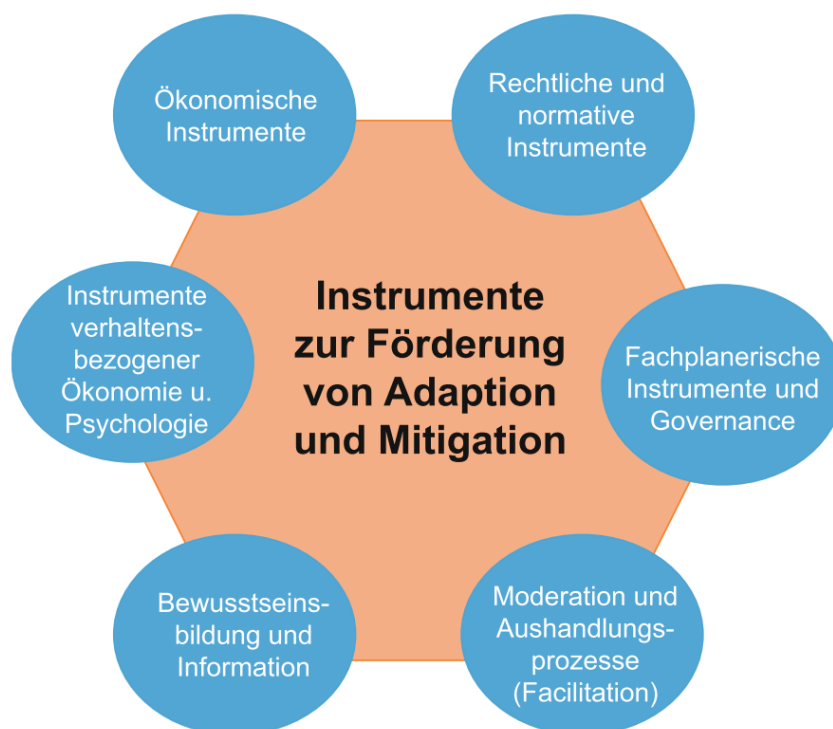 Ökonomische
Instrumente
Rechtliche und
normative
Instrumente
Instrumente
verhaltens-
bezogener
Ökonomie u.
Psychologie
Instrumente
zur Förderung
von Adaption
und Mitigation
Fachplanerische
Instrumente und
Governance
Bewusstseins-
bildung und
Information
Moderation und
Aushandlungs-
prozesse
(Facilitation)